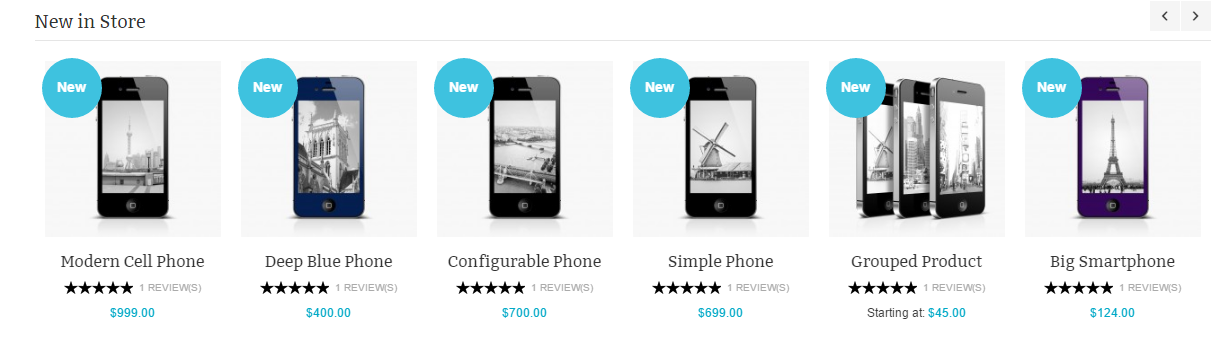 New in Store
New
New
New
New
New
New
Modern Cell Phone
Deep Blue Phone
Configurable Phone
Simple Phone
Grouped Product
Big Smartphone
1 REVIEW(S)
1 REVIEW(S)
1 REVIEW(S)
1 REVIEW(S)
1 REVIEW(S)
1 REVIEW(S)
$999.00
$400.00
$700.00
$699.00
Starting at: $45.00
$124.00